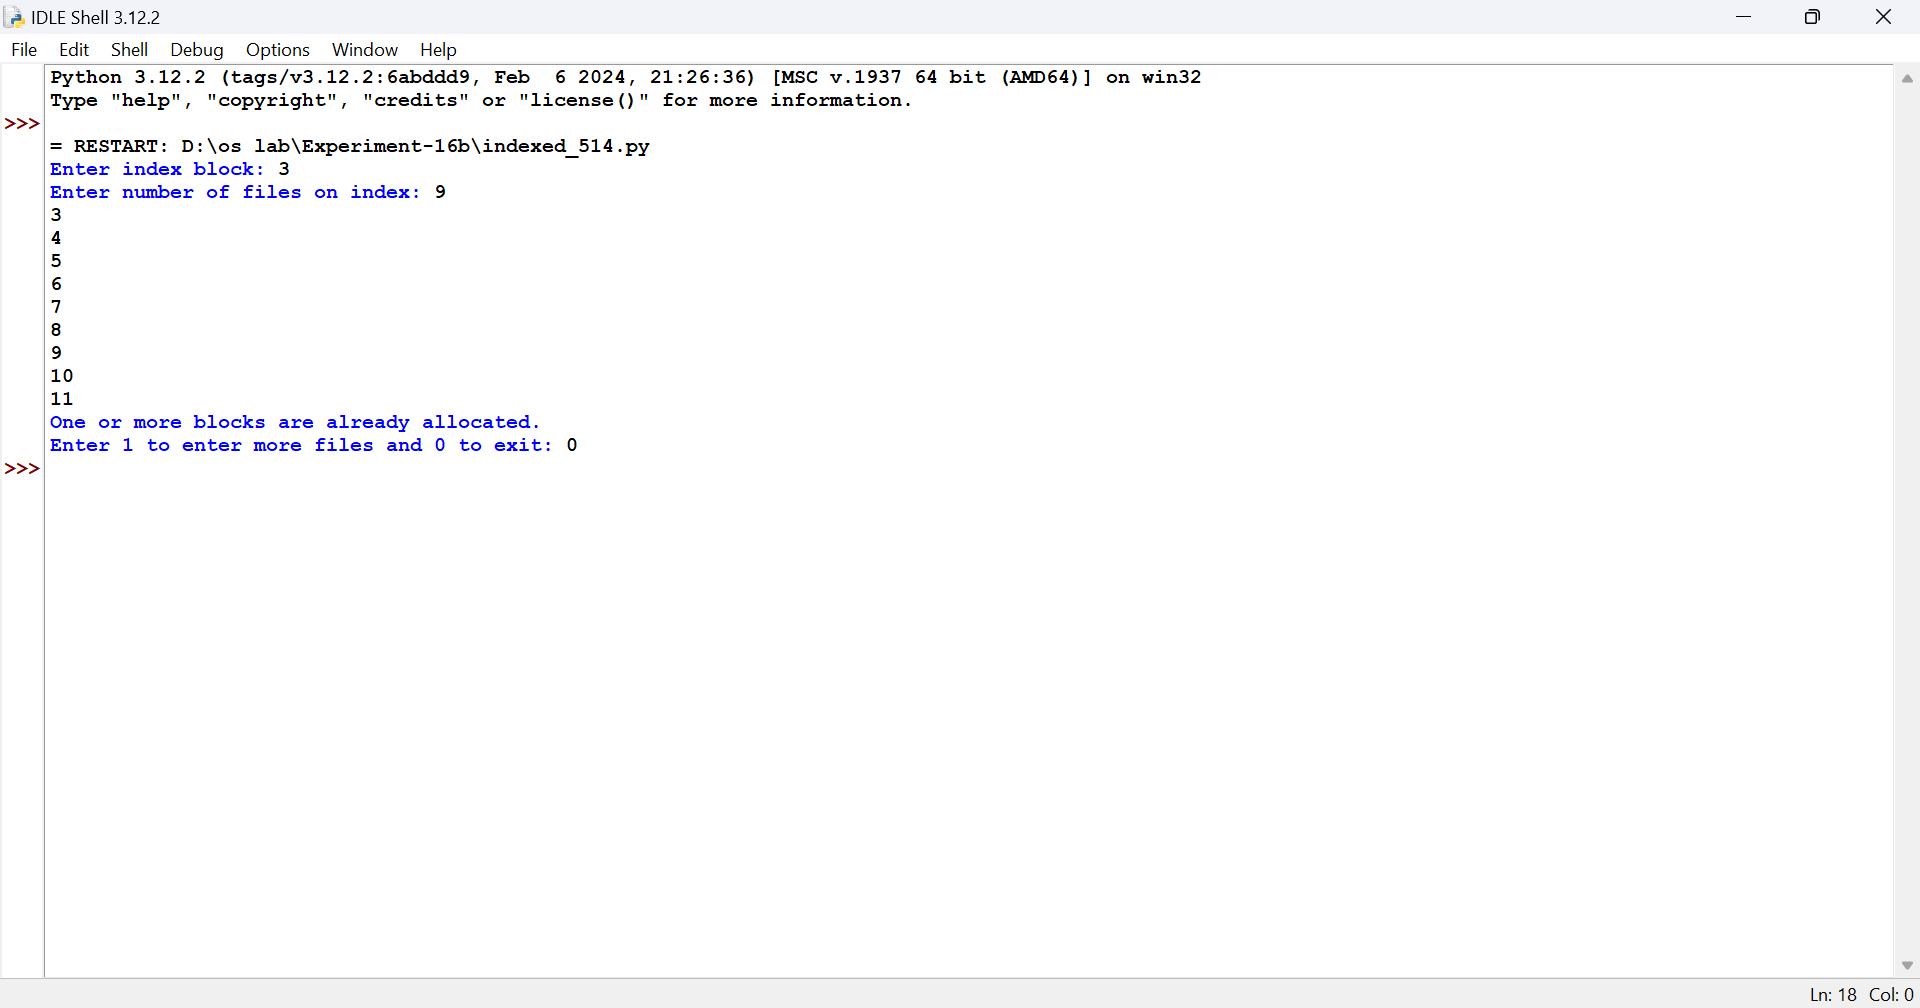 IDLE Shell 3.12.2
File Edit Shell Debug Options Window Help
Python 3.12.2 (tags/v3.12.2:6abddd9, Feb  6 2024, 21:26:36) [MSC v.1937 64 bit (AMD64)] on win32
Type "help", "copyright", "credits" or "license()" for more information.
>>>
= RESTART: D:\os lab\Experiment-16b\indexed_514.py
Enter index block: 3
Enter number of files on index: 9
3
4
5
6
7
8
9
10
11
One or more blocks are already allocated.
Enter 1 to enter more files and 0 to exit: 0
>>>
Ln: 18 Col: 0